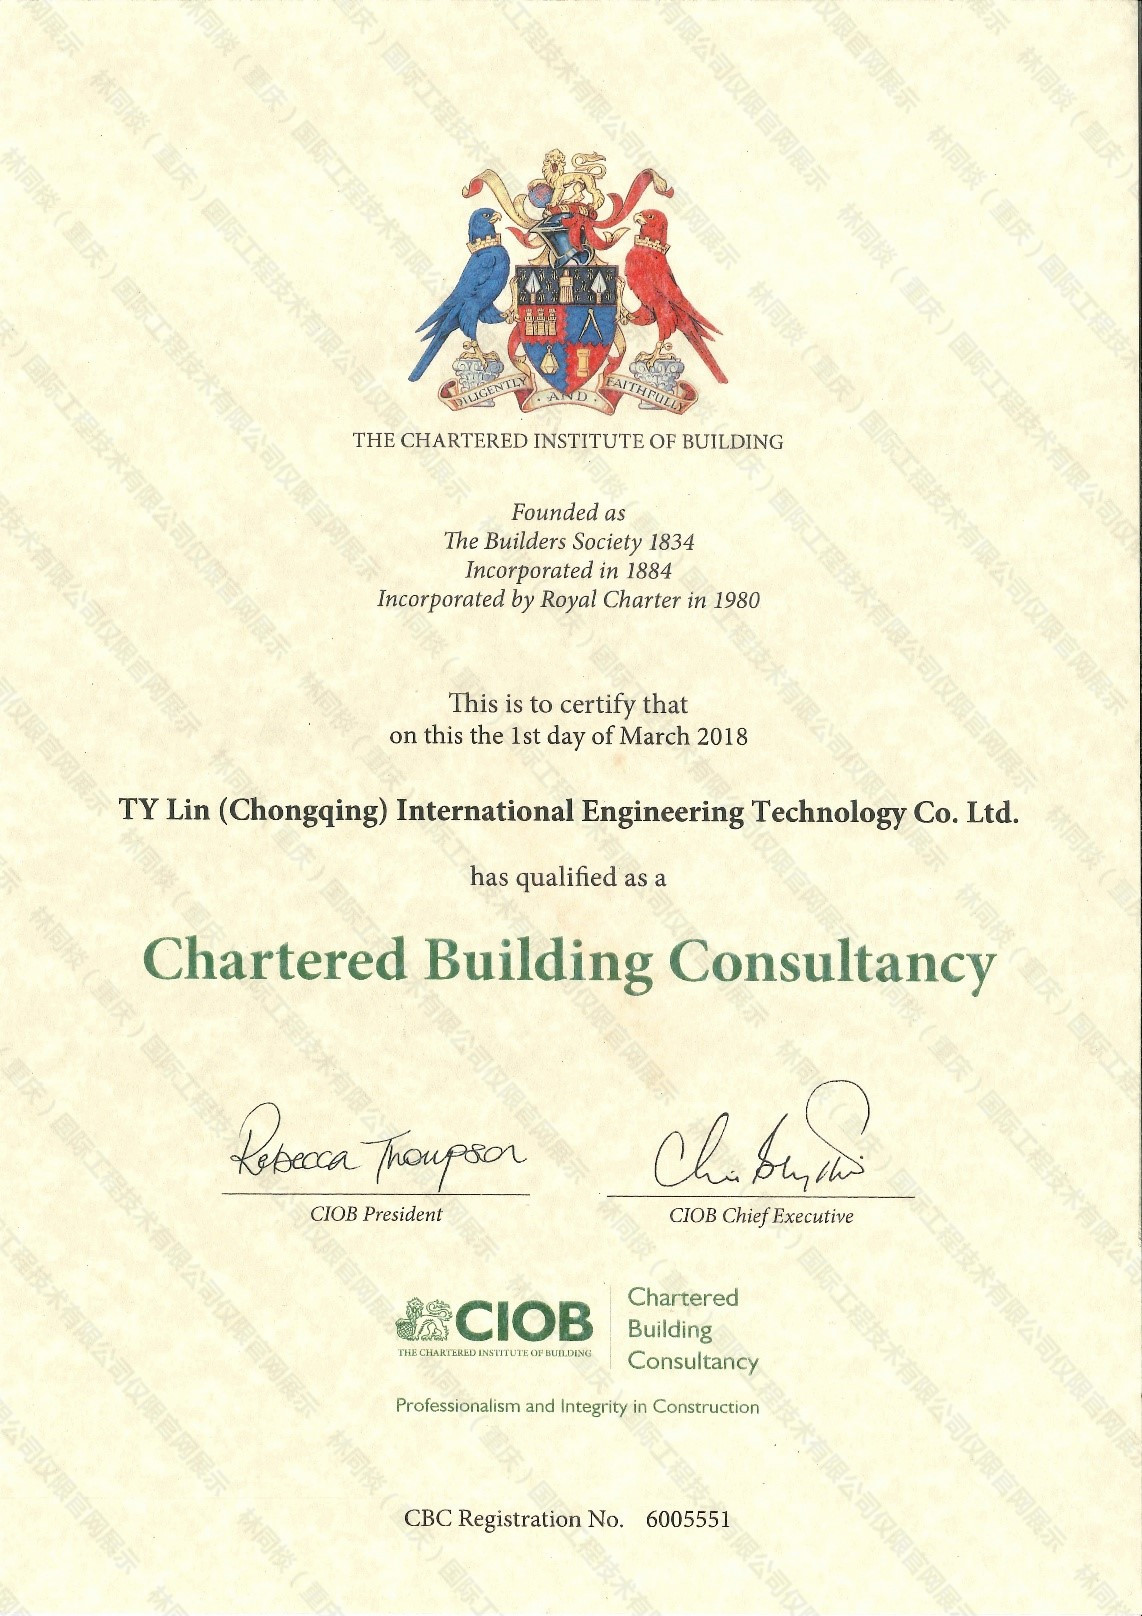 DILIGENTLY AND FAITHFULLY
THE CHARTERED INSTITUTE OF BUILDING
Founded as
The Builders Society 1834
Incorporated in 1884
Incorporated by Royal Charter in 1980
This is to certify that
on this the 1st day of March 2018
TY Lin (Chongqing) International Engineering Technology Co. Ltd.
has qualified as a
Chartered Building Consultancy
Rebecca Thompson
CIOB President
CIOB Chief Executive
CIOB
THE CHARTERED INSTITUTE OF BUILDING
Chartered
Building
Consultancy
Professionalism and Integrity in Construction
CBC Registration No. 6005551
林同棪（重庆）国际工程技术有限公司仅限官网展示